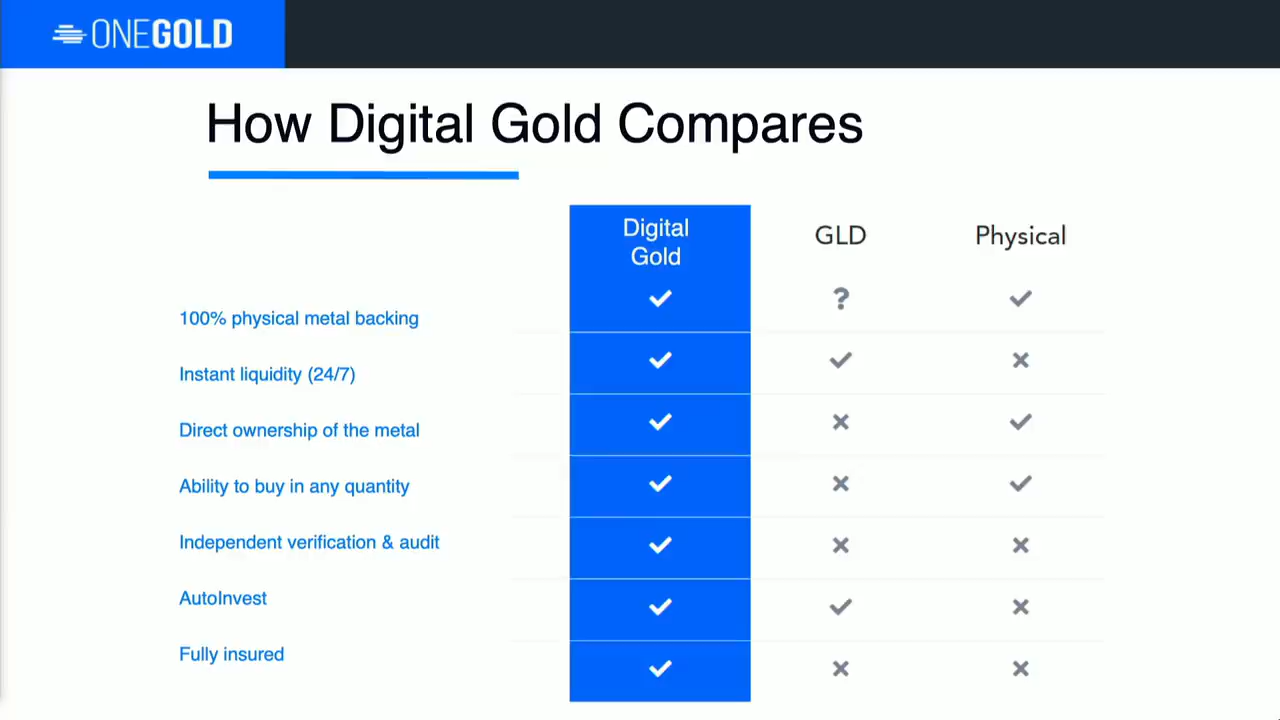 ONEGOLD
How Digital Gold Compares
Digital
Gold
GLD
Physical
?
100% physical metal backing
Instant liquidity (24/7)
Direct ownership of the metal
Ability to buy in any quantity
Independent verification & audit
AutoInvest
Fully insured